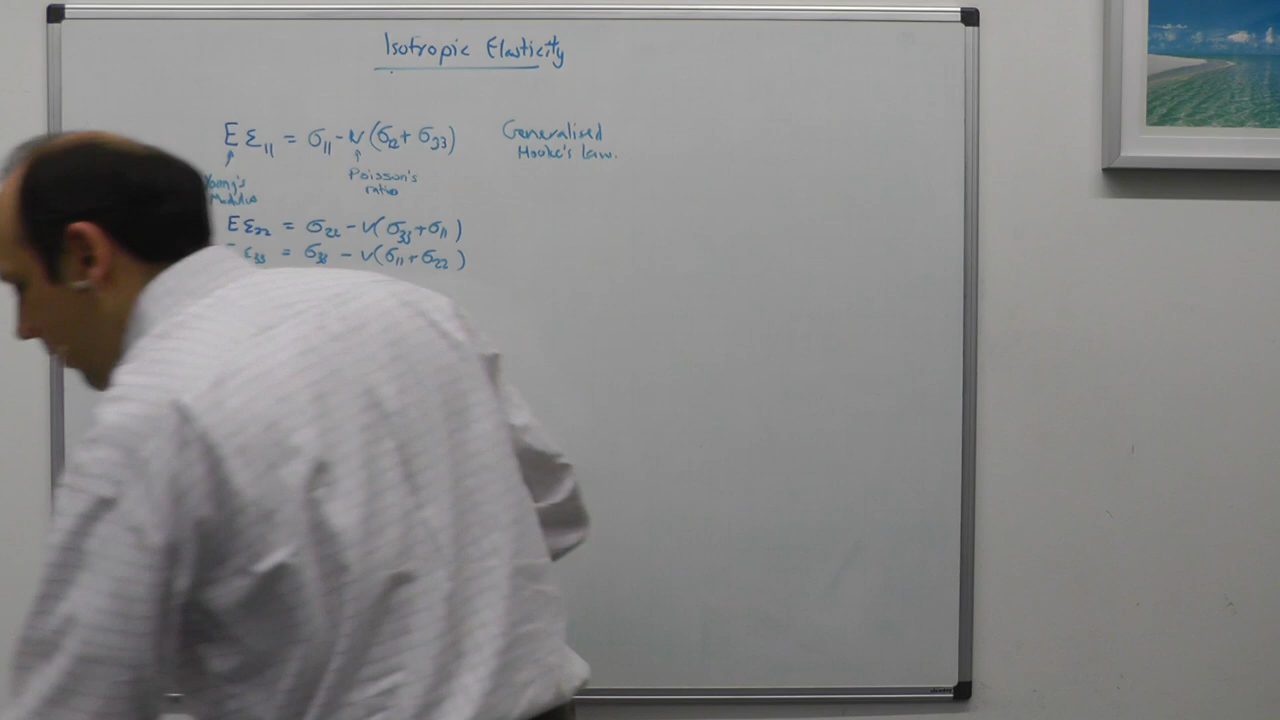 Isotropic Elasticity
E ε₁₁ = σ₁₁ - ν (σ₂₂ + σ₃₃)
Generalised
Hooke's Law.
Young's
Modulus
Poisson's
ratio
E ε₂₂ = σ₂₂ - ν(σ₃₃ + σ₁₁)
ε₃₃ = σ₃₃ - ν(σ₁₁ + σ₂₂)